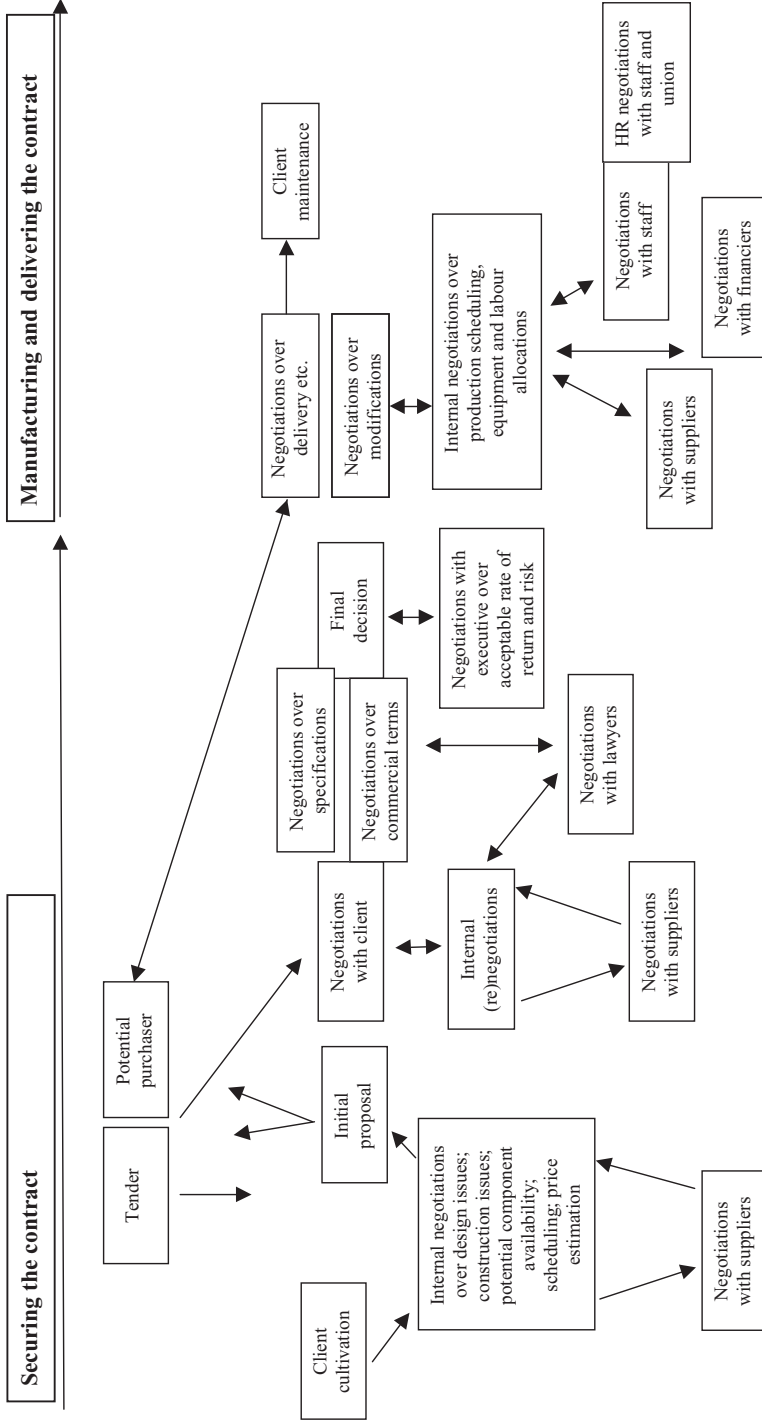 Securing the contract
Manufacturing and delivering the contract
Tender
Potential
purchaser
Client
cultivation
Initial
proposal
Internal negotiations
over design issues;
construction issues;
potential component
availability;
scheduling; price
estimation
Negotiations
with suppliers
Negotiations
with client
Internal
(re)negotiations
Negotiations
with suppliers
Negotiations over
specifications
Negotiations over
commercial terms
Negotiations
with lawyers
Final
decision
Negotiations with
executive over
acceptable rate of
return and risk
Negotiations over
delivery etc.
Client
maintenance
Negotiations over
modifications
Internal negotiations over
production scheduling,
equipment and labour
allocations
Negotiations
with suppliers
Negotiations
with financiers
Negotiations
with staff
HR negotiations
with staff and
union